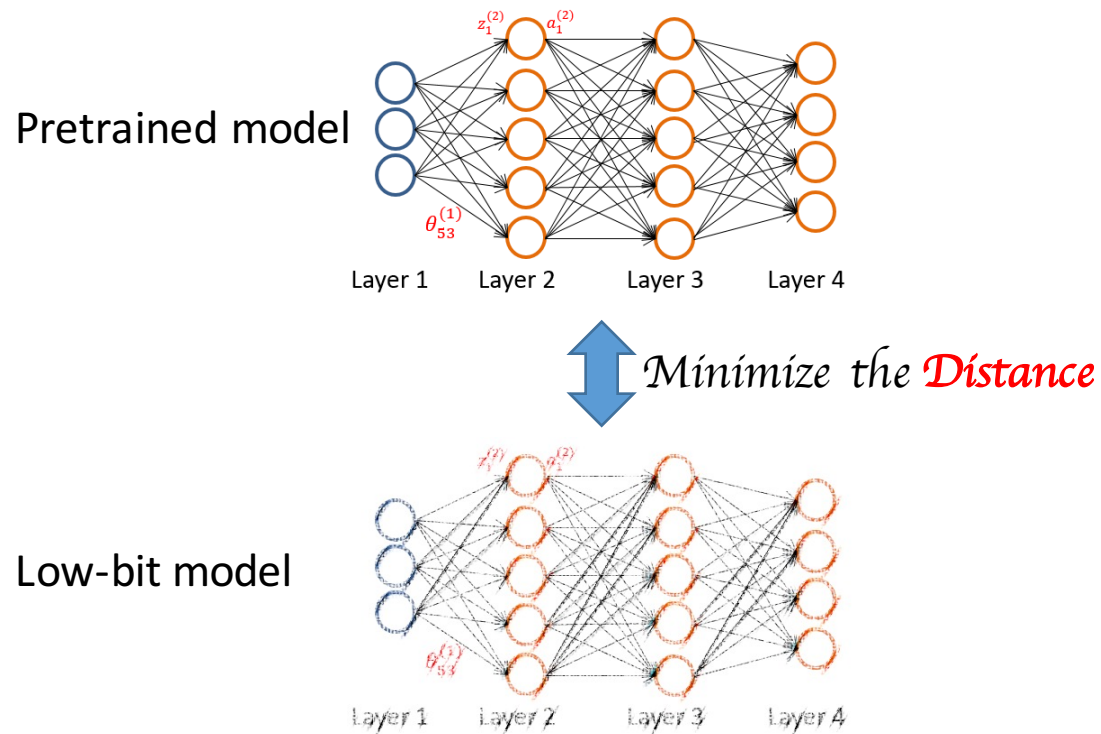 z₁⁽²⁾ a₁⁽²⁾
Pretrained model
θ₅₃⁽¹⁾
Layer 1 Layer 2 Layer 3 Layer 4
Minimize the Distance
z₁⁽²⁾ a₁⁽²⁾
Low-bit model
θ₅₃⁽¹⁾
Layer 1 Layer 2 Layer 3 Layer 4